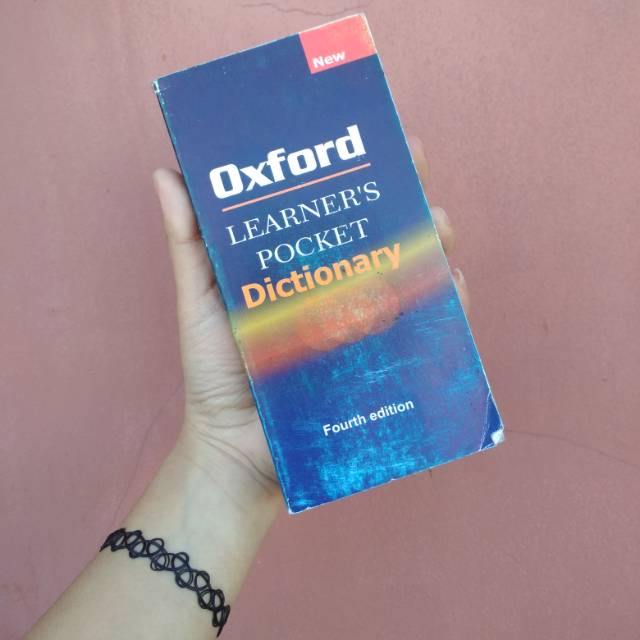 New
Oxford
LEARNER'S
POCKET
Dictionary
Fourth edition